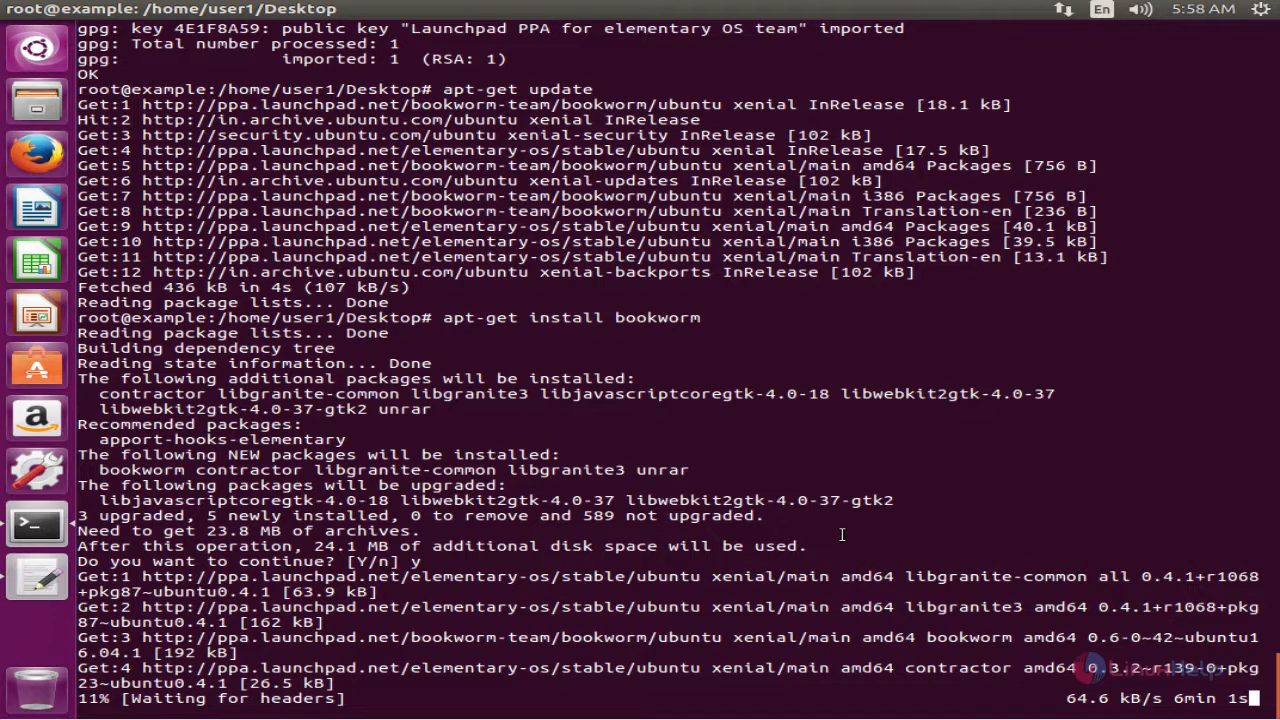 root@example: /home/user1/Desktop
En
5:58 AM
gpg: key 4E1F8A59: public key "Launchpad PPA for elementary OS team" imported
gpg: Total number processed: 1
gpg:               imported: 1  (RSA: 1)
OK
root@example:/home/user1/Desktop# apt-get update
Get:1 http://ppa.launchpad.net/bookworm-team/bookworm/ubuntu xenial InRelease [18.1 kB]
Hit:2 http://in.archive.ubuntu.com/ubuntu xenial InRelease
Get:3 http://security.ubuntu.com/ubuntu xenial-security InRelease [102 kB]
Get:4 http://ppa.launchpad.net/elementary-os/stable/ubuntu xenial InRelease [17.5 kB]
Get:5 http://ppa.launchpad.net/bookworm-team/bookworm/ubuntu xenial/main amd64 Packages [756 B]
Get:6 http://in.archive.ubuntu.com/ubuntu xenial-updates InRelease [102 kB]
Get:7 http://ppa.launchpad.net/bookworm-team/bookworm/ubuntu xenial/main i386 Packages [756 B]
Get:8 http://ppa.launchpad.net/bookworm-team/bookworm/ubuntu xenial/main Translation-en [236 B]
Get:9 http://ppa.launchpad.net/elementary-os/stable/ubuntu xenial/main amd64 Packages [40.1 kB]
Get:10 http://ppa.launchpad.net/elementary-os/stable/ubuntu xenial/main i386 Packages [39.5 kB]
Get:11 http://ppa.launchpad.net/elementary-os/stable/ubuntu xenial/main Translation-en [13.1 kB]
Get:12 http://in.archive.ubuntu.com/ubuntu xenial-backports InRelease [102 kB]
Fetched 436 kB in 4s (107 kB/s)
Reading package lists... Done
root@example:/home/user1/Desktop# apt-get install bookworm
Reading package lists... Done
Building dependency tree
Reading state information... Done
The following additional packages will be installed:
  contractor libgranite-common libgranite3 libjavascriptcoregtk-4.0-18 libwebkit2gtk-4.0-37
  libwebkit2gtk-4.0-37-gtk2 unrar
Recommended packages:
  apport-hooks-elementary
The following NEW packages will be installed:
  bookworm contractor libgranite-common libgranite3 unrar
The following packages will be upgraded:
  libjavascriptcoregtk-4.0-18 libwebkit2gtk-4.0-37 libwebkit2gtk-4.0-37-gtk2
3 upgraded, 5 newly installed, 0 to remove and 589 not upgraded.
Need to get 23.8 MB of archives.
After this operation, 24.1 MB of additional disk space will be used.
Do you want to continue? [Y/n] y
Get:1 http://ppa.launchpad.net/elementary-os/stable/ubuntu xenial/main amd64 libgranite-common all 0.4.1+r1068
+pkg87~ubuntu0.4.1 [63.9 kB]
Get:2 http://ppa.launchpad.net/elementary-os/stable/ubuntu xenial/main amd64 libgranite3 amd64 0.4.1+r1068+pkg
87~ubuntu0.4.1 [162 kB]
Get:3 http://ppa.launchpad.net/bookworm-team/bookworm/ubuntu xenial/main amd64 bookworm amd64 0.6-0~42~ubuntu1
6.04.1 [192 kB]
Get:4 http://ppa.launchpad.net/elementary-os/stable/ubuntu xenial/main amd64 contractor amd64 0.3.2~r139-0+pkg
23~ubuntu0.4.1 [26.5 kB]
LinuxHelp
11% [Waiting for headers] 64.6 kB/s 6min 1s